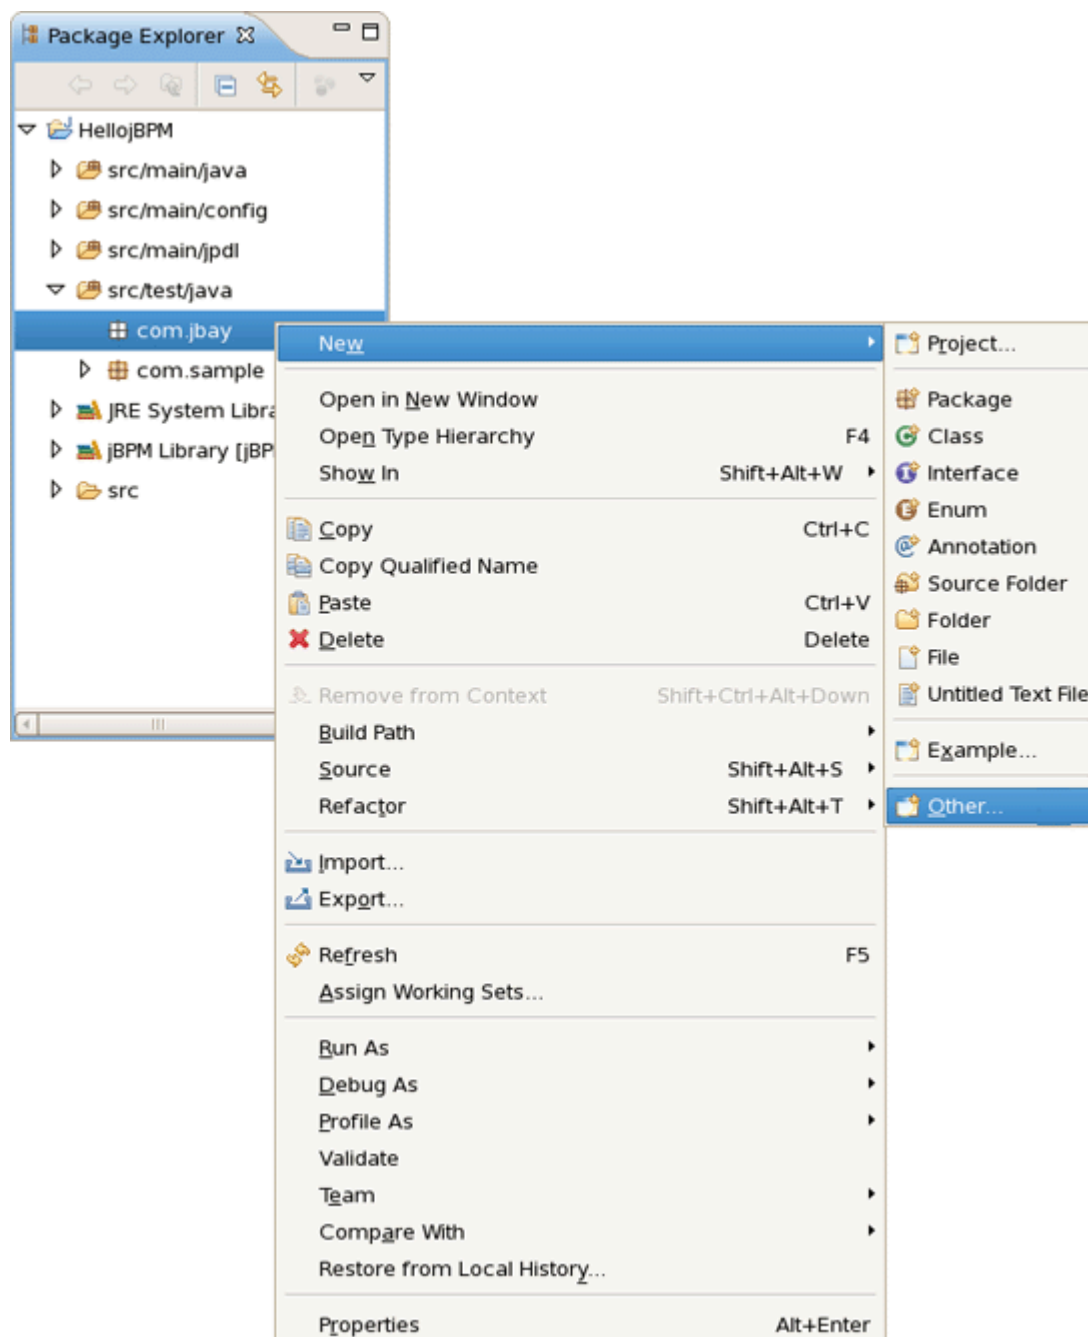 Package Explorer
HellojBPM
src/main/java
src/main/config
src/main/jpdl
src/test/java
com.jbay
com.sample
JRE System Libra
jBPM Library [jBP
src
New
Open in New Window
Open Type Hierarchy F4
Show In Shift+Alt+W
Copy Ctrl+C
Copy Qualified Name
Paste Ctrl+V
Delete Delete
Remove from Context Shift+Ctrl+Alt+Down
Build Path
Source Shift+Alt+S
Refactor Shift+Alt+T
Import...
Export...
Refresh F5
Assign Working Sets...
Run As
Debug As
Profile As
Validate
Team
Compare With
Restore from Local History...
Properties Alt+Enter
Project...
Package
Class
Interface
Enum
Annotation
Source Folder
Folder
File
Untitled Text File
Example...
Other...